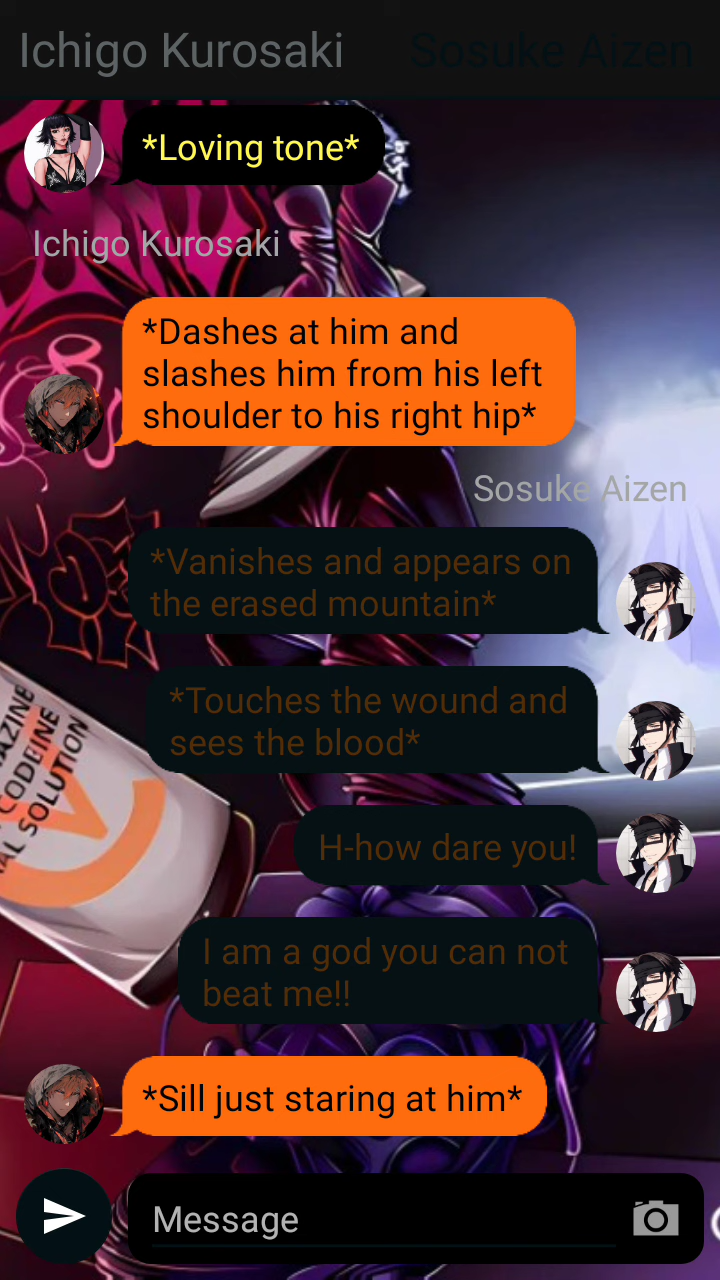 Ichigo Kurosaki Sosuke Aizen
*Loving tone*
Ichigo Kurosaki
*Dashes at him and
slashes him from his left
shoulder to his right hip*
Sosuke Aizen
*Vanishes and appears on
the erased mountain*
*Touches the wound and
sees the blood*
AZINE
CODEINE
AL SOLUTION
H-how dare you!
I am a god you can not
beat me!!
*Sill just staring at him*
Message